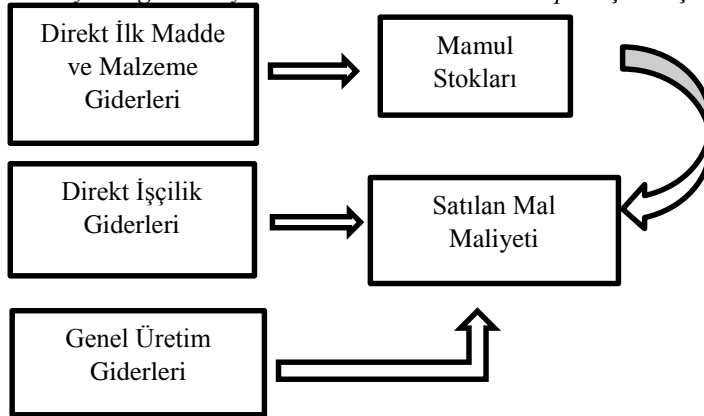 Direkt İlk Madde
ve Malzeme
Giderleri
Mamul
Stokları
Direkt İşçilik
Giderleri
Satılan Mal
Maliyeti
Genel Üretim
Giderleri